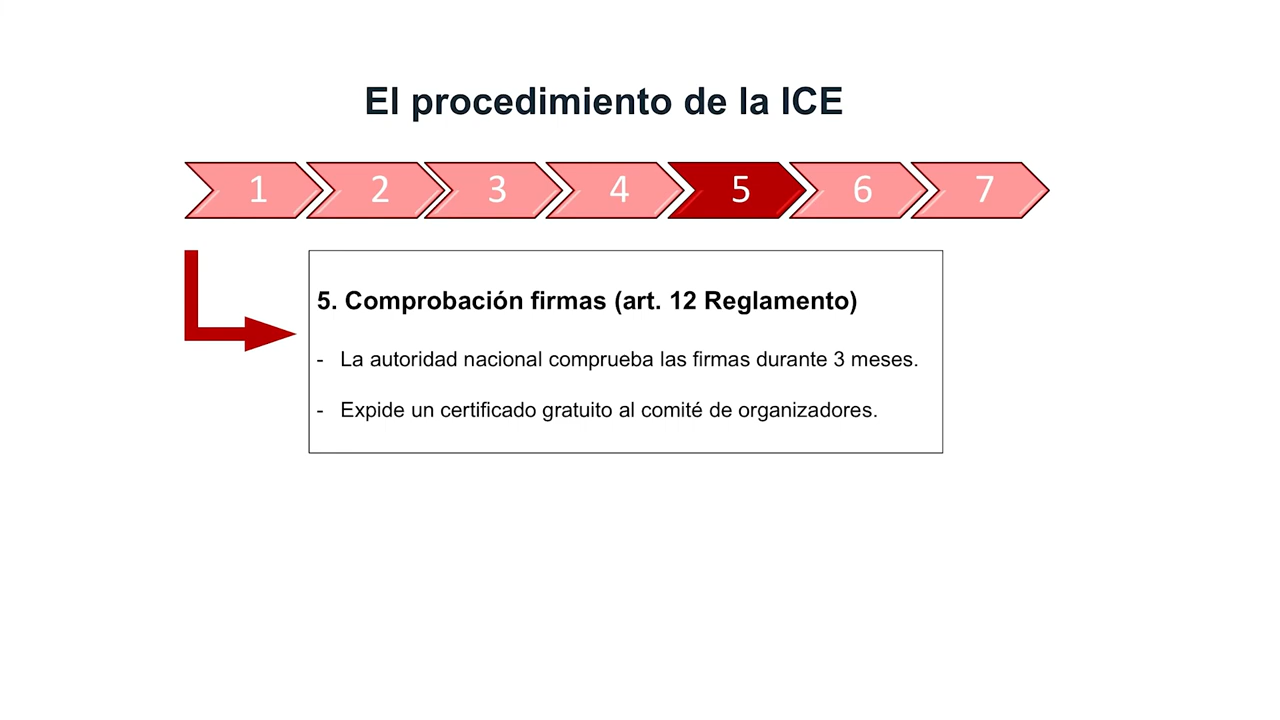 El procedimiento de la ICE
1 2 3 4 5 6 7
5. Comprobación firmas (art. 12 Reglamento)
- La autoridad nacional comprueba las firmas durante 3 meses.
- Expide un certificado gratuito al comité de organizadores.